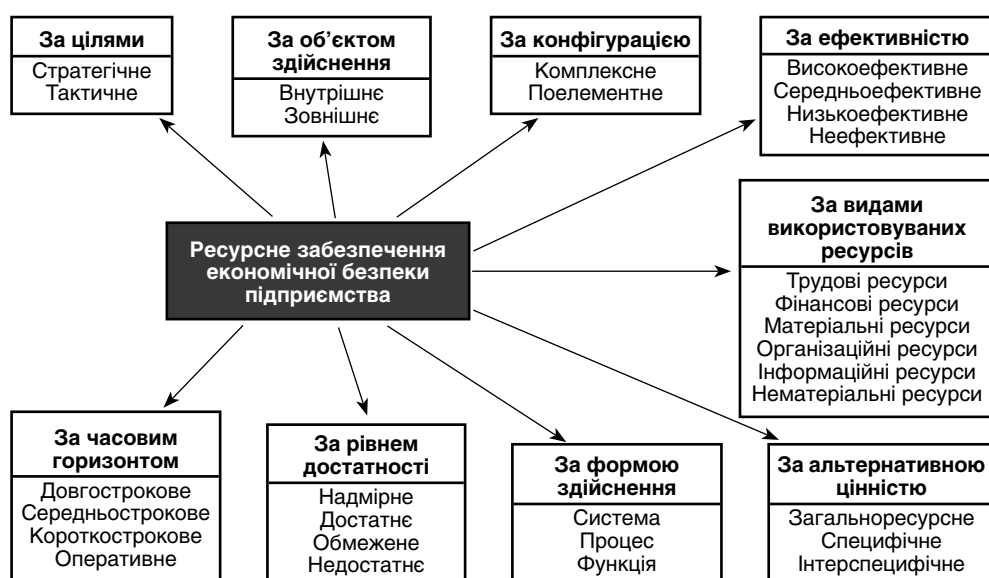 За цілями
Стратегічне
Тактичне
За об’єктом
здійснення
Внутрішнє
Зовнішнє
За конфігурацією
Комплексне
Поелементне
За ефективністю
Високоефективне
Середньоефективне
Низькоефективне
Неефективне
Ресурсне забезпечення
економічної безпеки
підприємства
За видами
використовуваних
ресурсів
Трудові ресурси
Фінансові ресурси
Матеріальні ресурси
Організаційні ресурси
Інформаційні ресурси
Нематеріальні ресурси
За часовим
горизонтом
Довгострокове
Середньострокове
Короткострокове
Оперативне
За рівнем
достатності
Надмірне
Достатнє
Обмежене
Недостатнє
За формою
здійснення
Система
Процес
Функція
За альтернативною
цінністю
Загальноресурсне
Специфічне
Інтерспецифічне